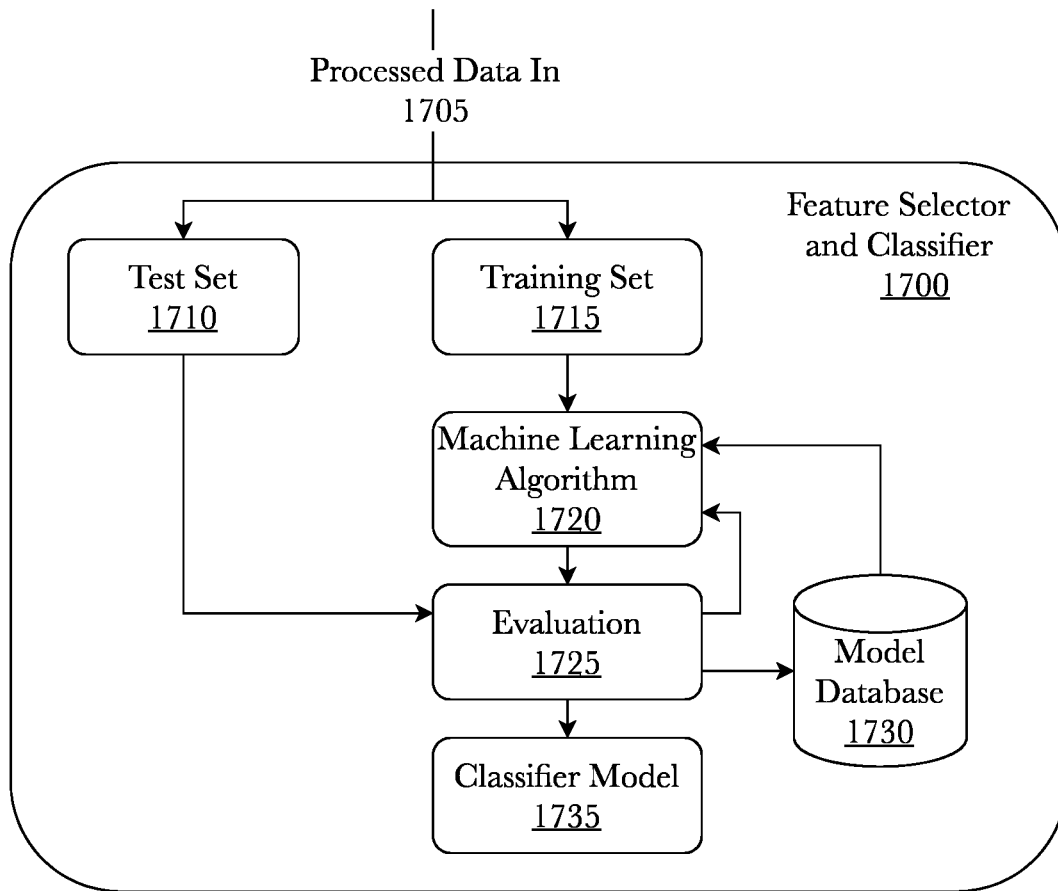 Processed Data In
1705
Feature Selector
and Classifier
1700
Test Set
1710
Training Set
1715
Machine Learning
Algorithm
1720
Evaluation
1725
Model
Database
1730
Classifier Model
1735